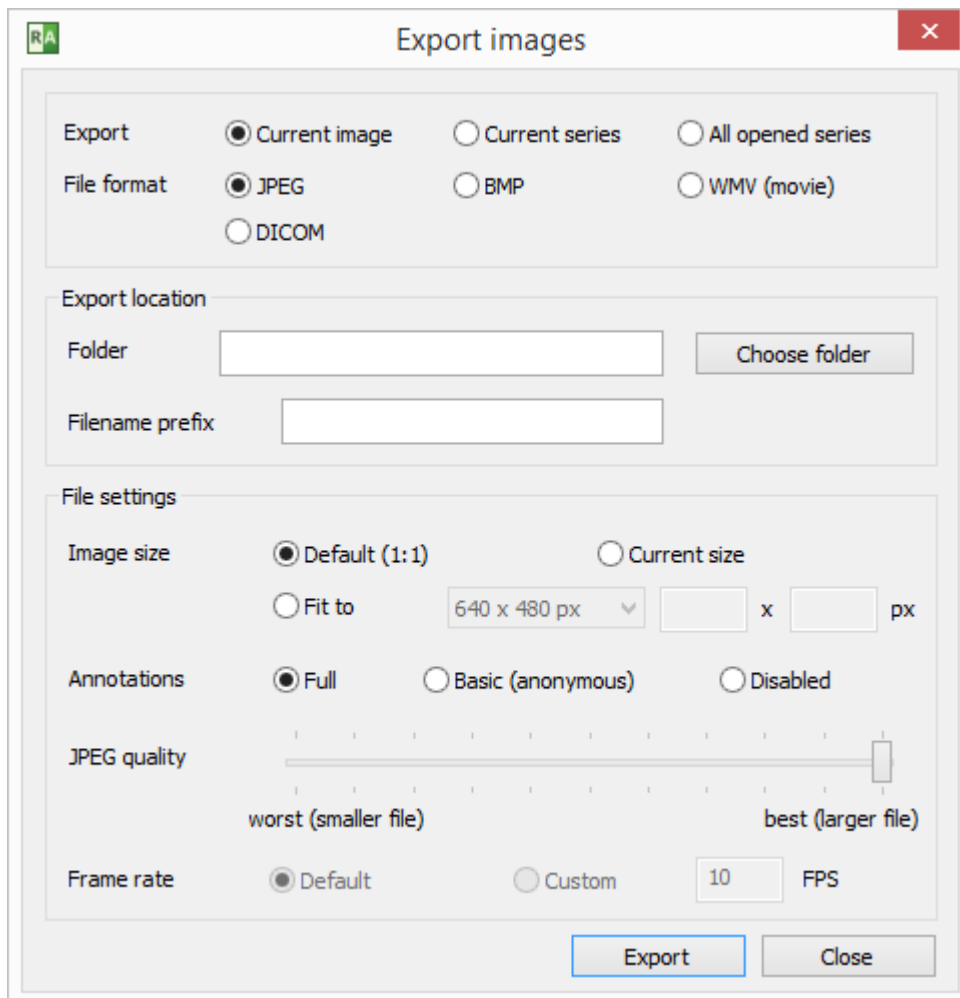 RA Export images
Export Current image Current series All opened series
File format JPEG BMP WMV (movie)
DICOM
Export location
Folder Choose folder
Filename prefix
File settings
Image size Default (1:1) Current size
Fit to 640 x 480 px x px
Annotations Full Basic (anonymous) Disabled
JPEG quality
worst (smaller file) best (larger file)
Frame rate Default Custom 10 FPS
Export Close